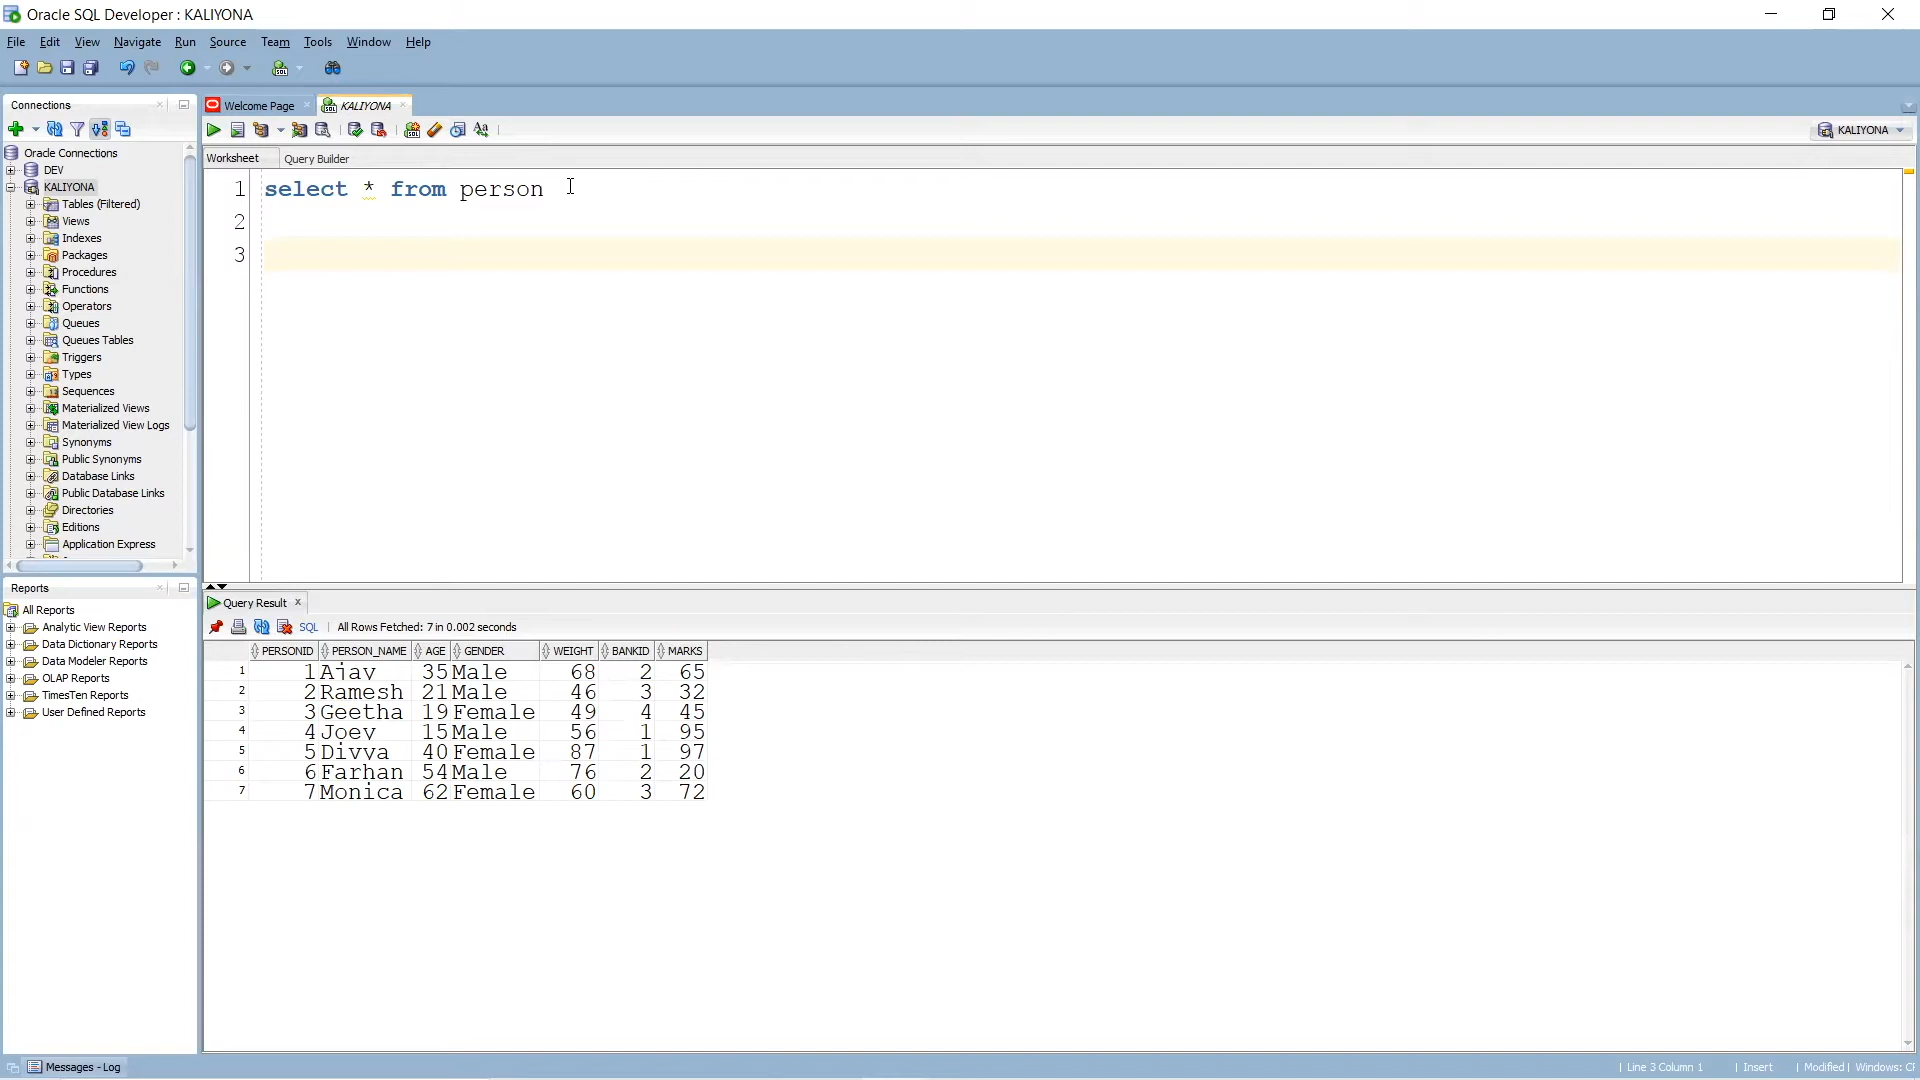 Oracle SQL Developer : KALIYONA
File Edit View Navigate Run Source Team Tools Window Help
Connections
Welcome Page
KALIYONA
KALIYONA
Worksheet Query Builder
Oracle Connections
DEV
KALIYONA
Tables (Filtered)
Views
Indexes
Packages
Procedures
Functions
Operators
Queues
Queues Tables
Triggers
Types
Sequences
Materialized Views
Materialized View Logs
Synonyms
Public Synonyms
Database Links
Public Database Links
Directories
Editions
Application Express
1 select * from person
2
3
Reports
All Reports
Analytic View Reports
Data Dictionary Reports
Data Modeler Reports
OLAP Reports
TimesTen Reports
User Defined Reports
Query Result
SQL | All Rows Fetched: 7 in 0.002 seconds
PERSONID PERSON_NAME AGE GENDER WEIGHT BANKID MARKS
1 1 Ajay 35 Male 68 2 65
2 2 Ramesh 21 Male 46 3 32
3 3 Geetha 19 Female 49 4 45
4 4 Joey 15 Male 56 1 95
5 5 Divya 40 Female 87 1 97
6 6 Farhan 54 Male 76 2 20
7 7 Monica 62 Female 60 3 72
Messages - Log
Line 3 Column 1 | Insert | Modified | Windows: